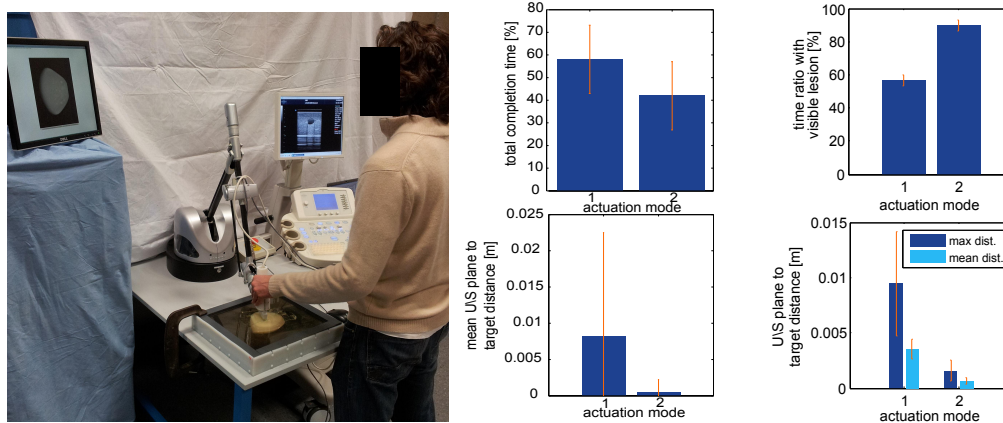 80
70
60
50
40
30
20
10
0
total completion time [%]
1
2
actuation mode
100
80
60
40
20
0
time ratio with
visible lesion [%]
1
2
actuation mode
0.025
0.02
0.015
0.01
0.005
0
mean U\S plane to
target distance [m]
1
2
actuation mode
0.015
0.01
0.005
0
U\S plane to
target distance [m]
max dist.
mean dist.
1
2
actuation mode